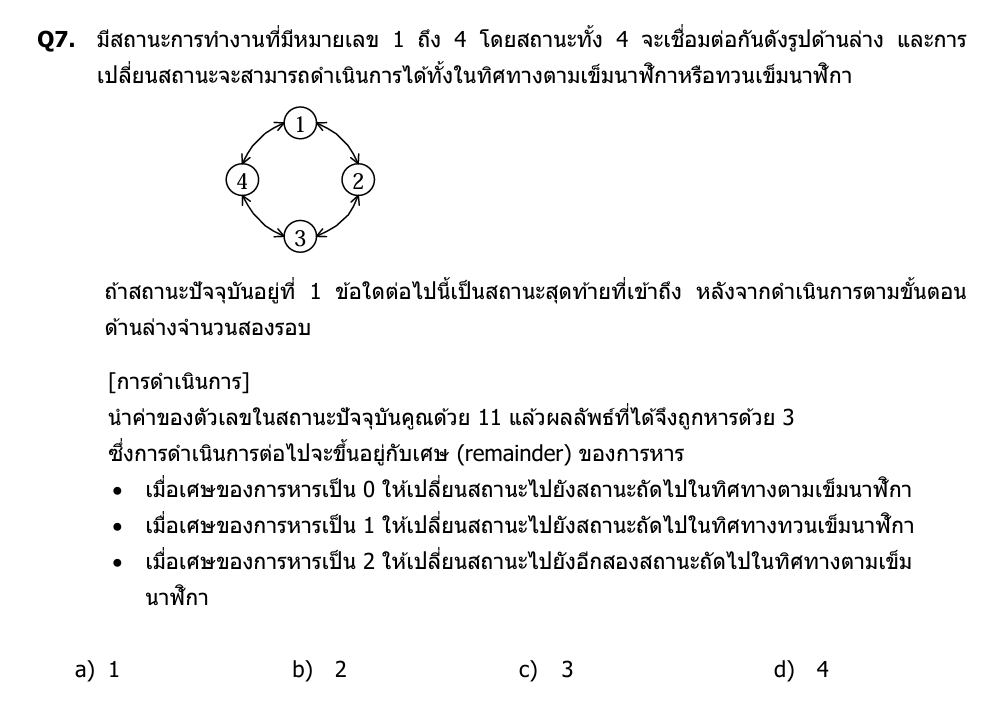 Q7. มีสถานะการทำงานที่มีหมายเลข 1 ถึง 4 โดยสถานะทั้ง 4 จะเชื่อมต่อกันดังรูปด้านล่าง และการ
เปลี่ยนสถานะจะสามารถดำเนินการได้ทั้งในทิศทางตามเข็มนาฬิกาหรือทวนเข็มนาฬิกา
1
4 2
3
ถ้าสถานะปัจจุบันอยู่ที่ 1 ข้อใดต่อไปนี้เป็นสถานะสุดท้ายที่เข้าถึง หลังจากดำเนินการตามขั้นตอน
ด้านล่างจำนวนสองรอบ
[การดำเนินการ]
นำค่าของตัวเลขในสถานะปัจจุบันคูณด้วย 11 แล้วผลลัพธ์ที่ได้จึงถูกหารด้วย 3
ซึ่งการดำเนินการต่อไปจะขึ้นอยู่กับเศษ (remainder) ของการหาร
• เมื่อเศษของการหารเป็น 0 ให้เปลี่ยนสถานะไปยังสถานะถัดไปในทิศทางตามเข็มนาฬิกา
• เมื่อเศษของการหารเป็น 1 ให้เปลี่ยนสถานะไปยังสถานะถัดไปในทิศทางทวนเข็มนาฬิกา
• เมื่อเศษของการหารเป็น 2 ให้เปลี่ยนสถานะไปยังอีกสองสถานะถัดไปในทิศทางตามเข็ม
นาฬิกา
a) 1 b) 2 c) 3 d) 4